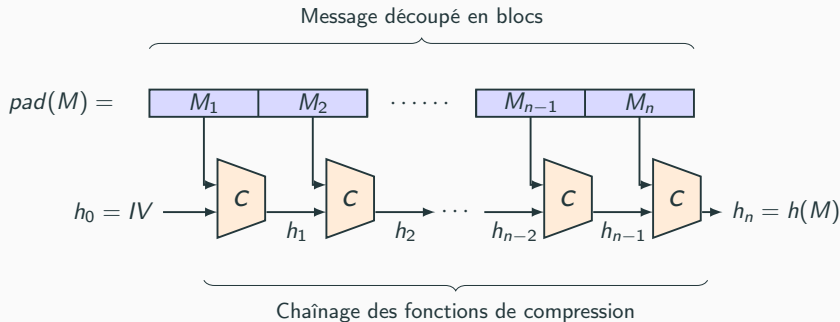 Message découpé en blocs
pad(M) = M₁ M₂ ⋯⋯ Mₙ₋₁ Mₙ
c c c c
h₀ = IV h₁ h₂ ⋯ hₙ₋₂ hₙ₋₁ hₙ = h(M)
Chaînage des fonctions de compression